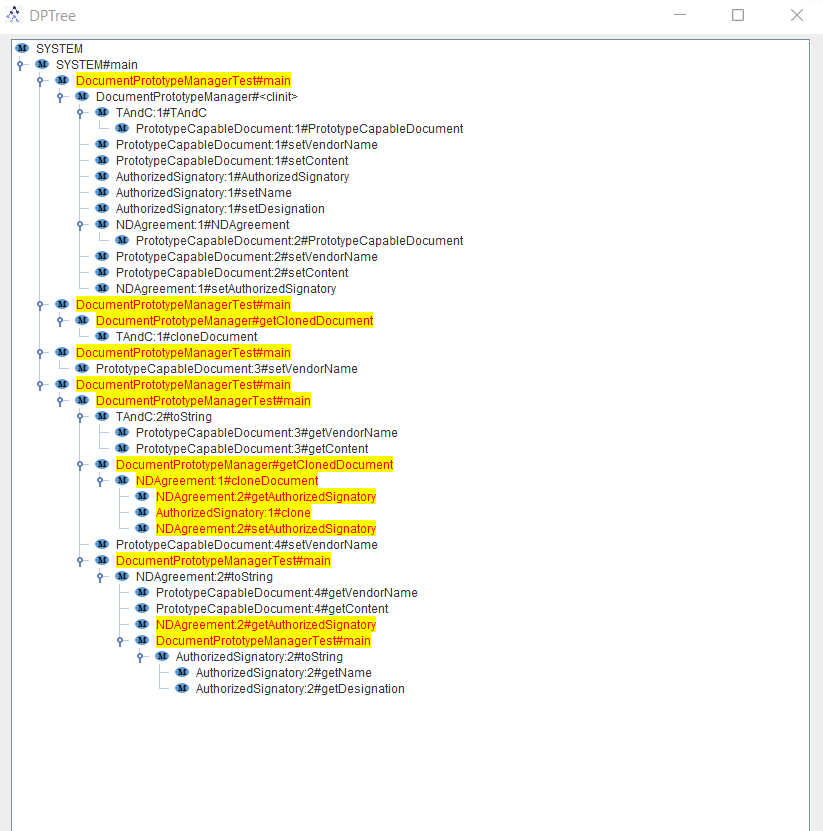 DPTree
SYSTEM
SYSTEM#main
DocumentPrototypeManagerTest#main
DocumentPrototypeManager#<clinit>
TAndC:1#TAndC
PrototypeCapableDocument:1#PrototypeCapableDocument
PrototypeCapableDocument:1#setVendorName
PrototypeCapableDocument:1#setContent
AuthorizedSignatory:1#AuthorizedSignatory
AuthorizedSignatory:1#setName
AuthorizedSignatory:1#setDesignation
NDAgreement:1#NDAgreement
PrototypeCapableDocument:2#PrototypeCapableDocument
PrototypeCapableDocument:2#setVendorName
PrototypeCapableDocument:2#setContent
NDAgreement:1#setAuthorizedSignatory
DocumentPrototypeManagerTest#main
DocumentPrototypeManager#getClonedDocument
TAndC:1#cloneDocument
DocumentPrototypeManagerTest#main
PrototypeCapableDocument:3#setVendorName
DocumentPrototypeManagerTest#main
DocumentPrototypeManagerTest#main
TAndC:2#toString
PrototypeCapableDocument:3#getVendorName
PrototypeCapableDocument:3#getContent
DocumentPrototypeManager#getClonedDocument
NDAgreement:1#cloneDocument
NDAgreement:2#getAuthorizedSignatory
AuthorizedSignatory:1#clone
NDAgreement:2#setAuthorizedSignatory
PrototypeCapableDocument:4#setVendorName
DocumentPrototypeManagerTest#main
NDAgreement:2#toString
PrototypeCapableDocument:4#getVendorName
PrototypeCapableDocument:4#getContent
NDAgreement:2#getAuthorizedSignatory
DocumentPrototypeManagerTest#main
AuthorizedSignatory:2#toString
AuthorizedSignatory:2#getName
AuthorizedSignatory:2#getDesignation